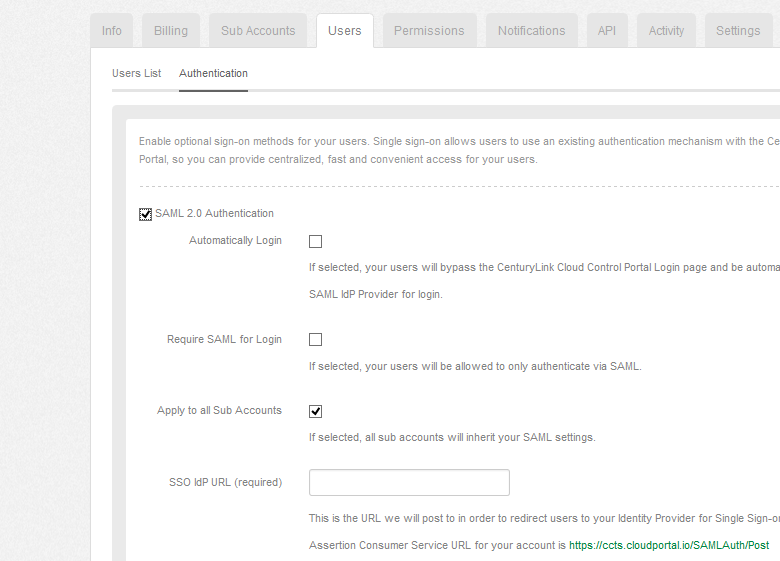 Info Billing Sub Accounts Users Permissions Notifications API Activity Settings
Users List Authentication
Enable optional sign-on methods for your users. Single sign-on allows users to use an existing authentication mechanism with the Cen
Portal, so you can provide centralized, fast and convenient access for your users.
SAML 2.0 Authentication
Automatically Login
If selected, your users will bypass the CenturyLink Cloud Control Portal Login page and be automa
SAML IdP Provider for login.
Require SAML for Login
If selected, your users will be allowed to only authenticate via SAML.
Apply to all Sub Accounts
If selected, all sub accounts will inherit your SAML settings.
SSO IdP URL (required)
This is the URL we will post to in order to redirect users to your Identity Provider for Single Sign-on
Assertion Consumer Service URL for your account is https://ccts.cloudportal.io/SAMLAuth/Post